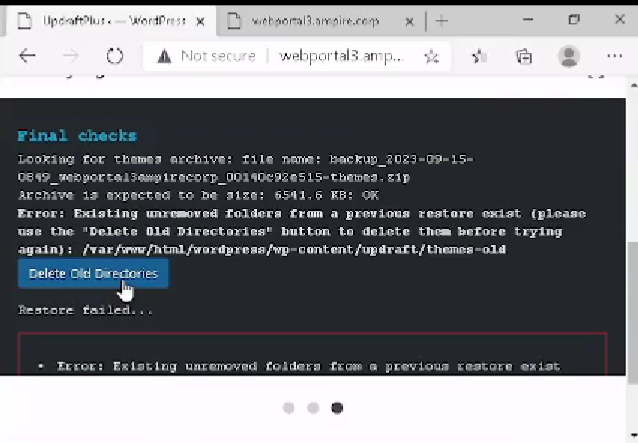 UpdraftPlus — WordPress
webportal3.ampire.corp
Not secure webportal3.amp...
Final checks
Looking for themes archive: file name: backup_2023-09-15-
0849_webportal3ampirecorp_00140c92e515-themes.zip
Archive is expected to be size: 6541.6 KB: OK
Error: Existing unremoved folders from a previous restore exist (please
use the "Delete Old Directories" button to delete them before trying
again): /var/www/html/wordpress/wp-content/updraft/themes-old
Delete Old Directories
Restore failed...
• Error: Existing unremoved folders from a previous restore exist